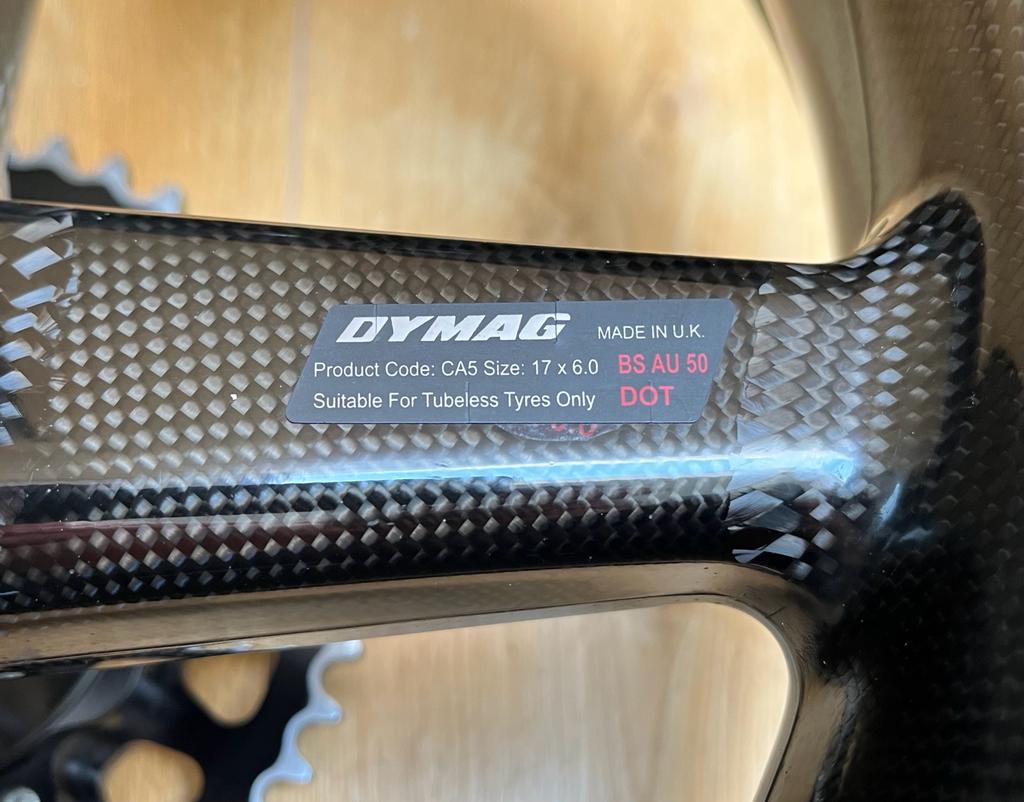 DYMAG MADE IN U.K.
Product Code: CA5 Size: 17 x 6.0 BS AU 50
Suitable For Tubeless Tyres Only DOT